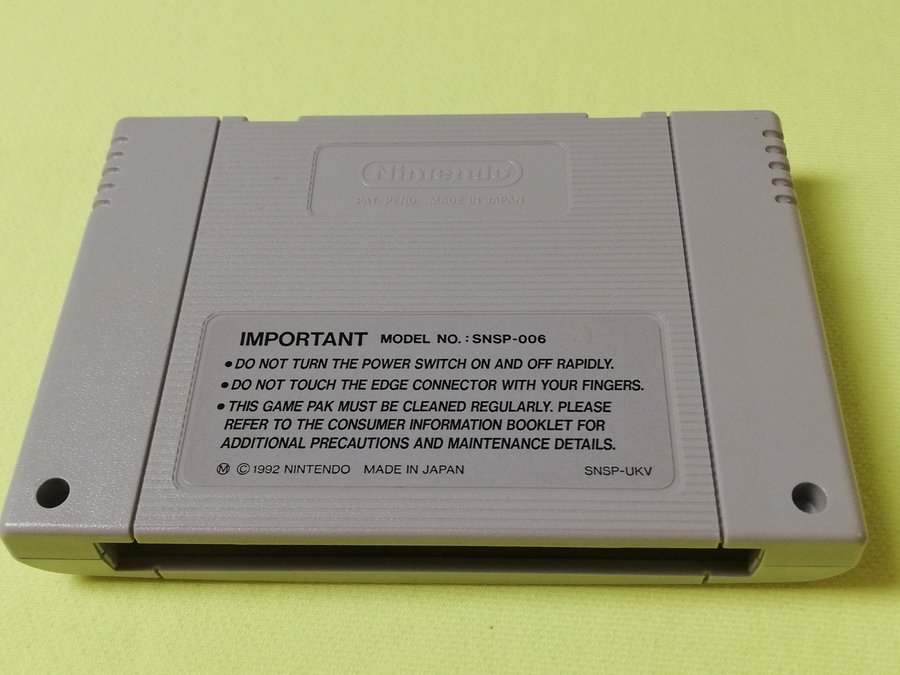 Nintendo
PAT. PEND. MADE IN JAPAN
IMPORTANT MODEL NO. : SNSP-006
• DO NOT TURN THE POWER SWITCH ON AND OFF RAPIDLY.
• DO NOT TOUCH THE EDGE CONNECTOR WITH YOUR FINGERS.
• THIS GAME PAK MUST BE CLEANED REGULARLY. PLEASE
REFER TO THE CONSUMER INFORMATION BOOKLET FOR
ADDITIONAL PRECAUTIONS AND MAINTENANCE DETAILS.
Ⓜ © 1992 NINTENDO MADE IN JAPAN SNSP-UKV